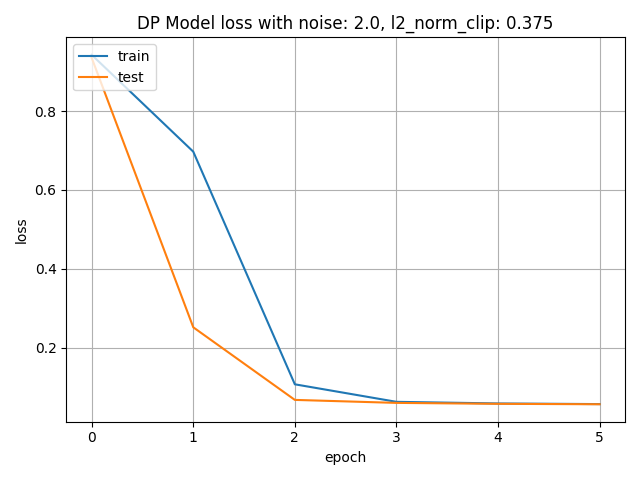 DP Model loss with noise: 2.0, l2_norm_clip: 0.375
train
test
0.8
0.6
0.4
0.2
loss
0 1 2 3 4 5
epoch